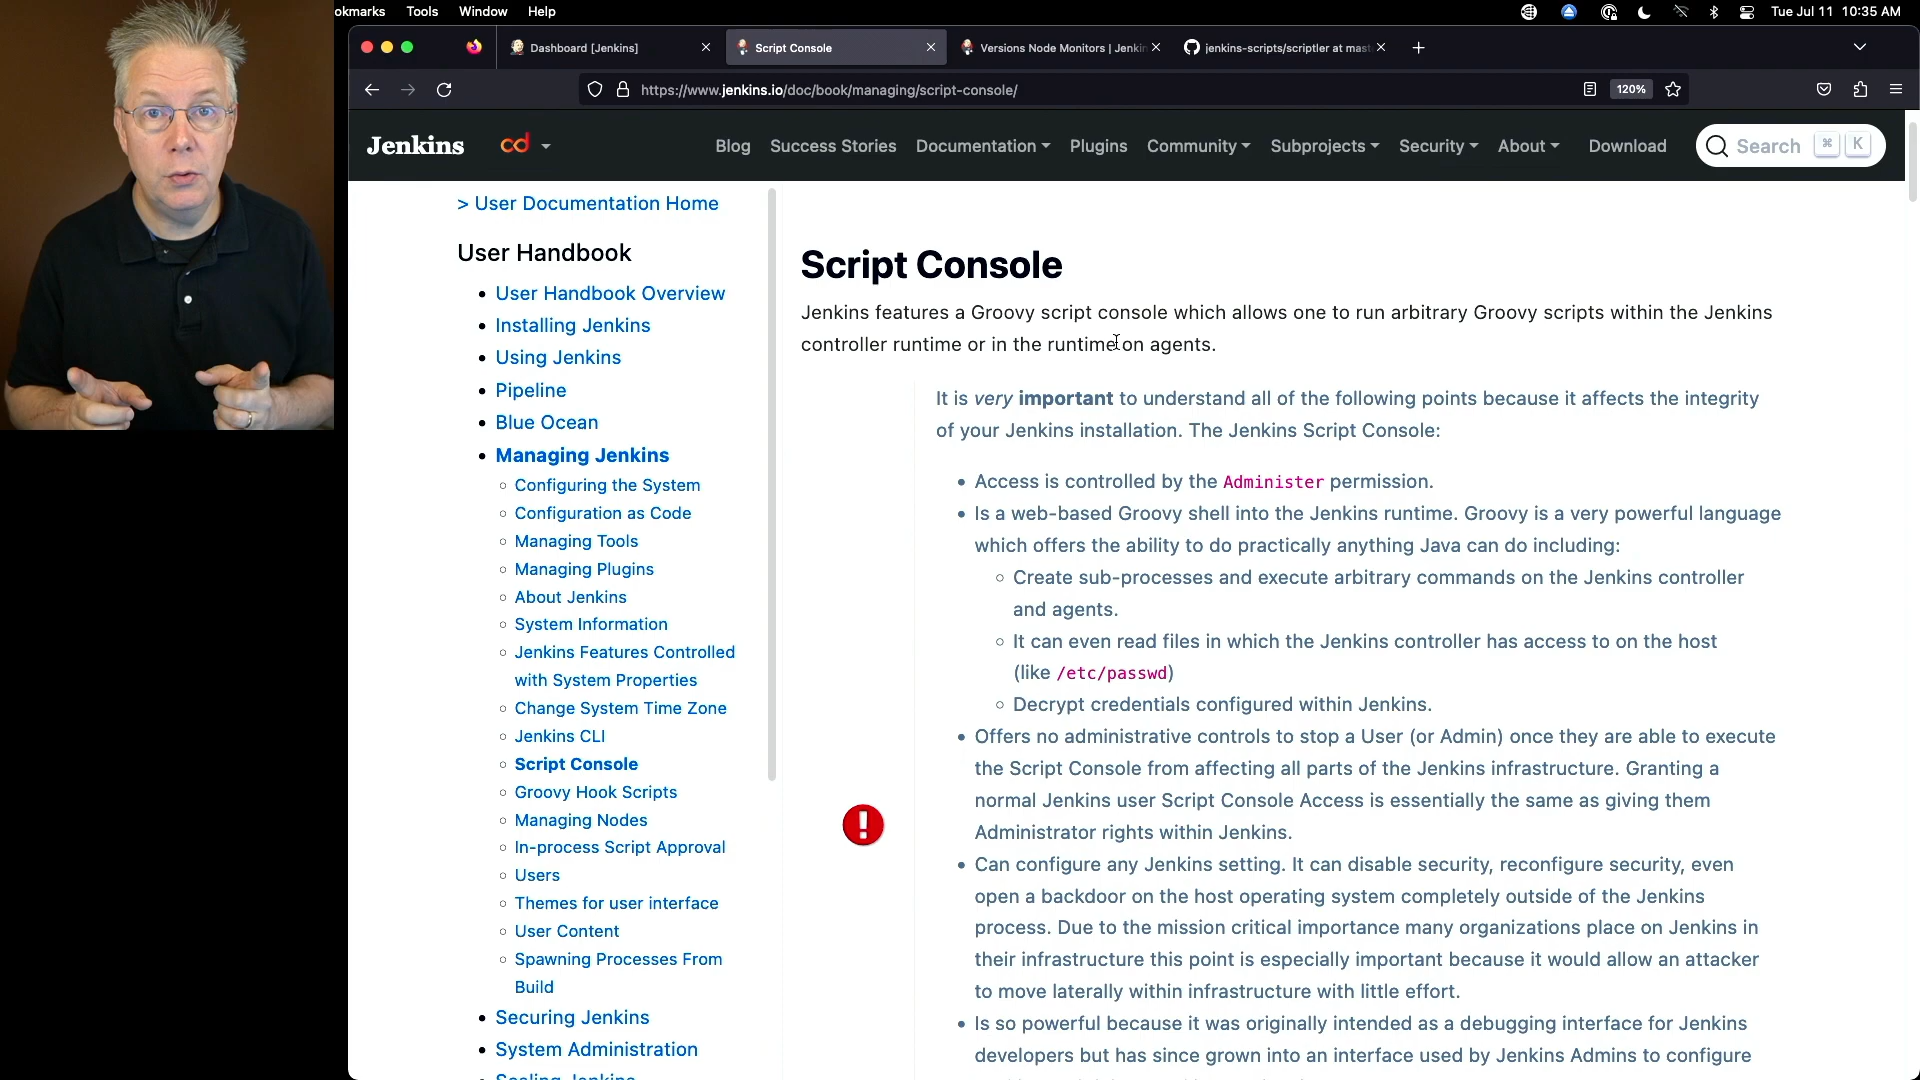 okmarks Tools Window Help
Tue Jul 11 10:35 AM
Dashboard [Jenkins]
Script Console
Versions Node Monitors | Jenkin
jenkins-scripts/scriptler at mast
https://www.jenkins.io/doc/book/managing/script-console/
120%
Jenkins
cd
Blog Success Stories Documentation Plugins Community Subprojects Security About Download
Search ⌘ K
> User Documentation Home
User Handbook
User Handbook Overview
Installing Jenkins
Using Jenkins
Pipeline
Blue Ocean
Managing Jenkins
Configuring the System
Configuration as Code
Managing Tools
Managing Plugins
About Jenkins
System Information
Jenkins Features Controlled
with System Properties
Change System Time Zone
Jenkins CLI
Script Console
Groovy Hook Scripts
Managing Nodes
In-process Script Approval
Users
Themes for user interface
User Content
Spawning Processes From
Build
Securing Jenkins
System Administration
Script Console
Jenkins features a Groovy script console which allows one to run arbitrary Groovy scripts within the Jenkins
controller runtime or in the runtime on agents.
It is very important to understand all of the following points because it affects the integrity
of your Jenkins installation. The Jenkins Script Console:
Access is controlled by the Administer permission.
Is a web-based Groovy shell into the Jenkins runtime. Groovy is a very powerful language
which offers the ability to do practically anything Java can do including:
Create sub-processes and execute arbitrary commands on the Jenkins controller
and agents.
It can even read files in which the Jenkins controller has access to on the host
(like /etc/passwd)
Decrypt credentials configured within Jenkins.
Offers no administrative controls to stop a User (or Admin) once they are able to execute
the Script Console from affecting all parts of the Jenkins infrastructure. Granting a
normal Jenkins user Script Console Access is essentially the same as giving them
Administrator rights within Jenkins.
Can configure any Jenkins setting. It can disable security, reconfigure security, even
open a backdoor on the host operating system completely outside of the Jenkins
process. Due to the mission critical importance many organizations place on Jenkins in
their infrastructure this point is especially important because it would allow an attacker
to move laterally within infrastructure with little effort.
Is so powerful because it was originally intended as a debugging interface for Jenkins
developers but has since grown into an interface used by Jenkins Admins to configure